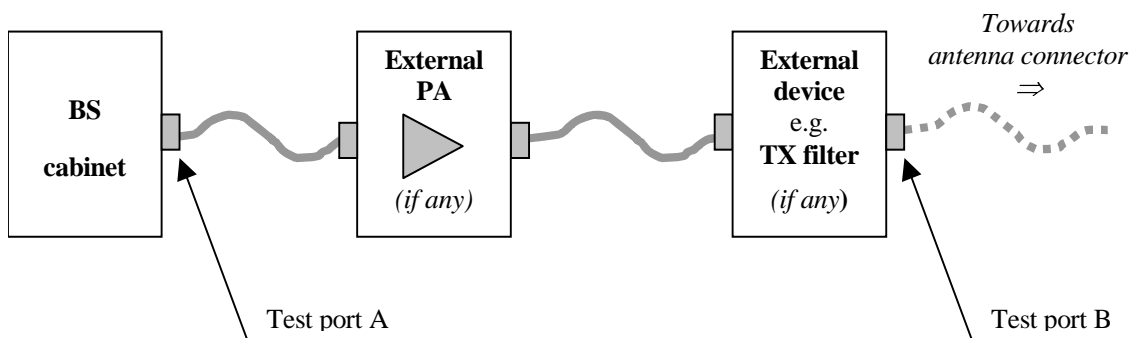 BS
cabinet
External
PA
(if any)
External
device
e.g.
TX filter
(if any)
Towards
antenna connector
⇒
Test port A
Test port B